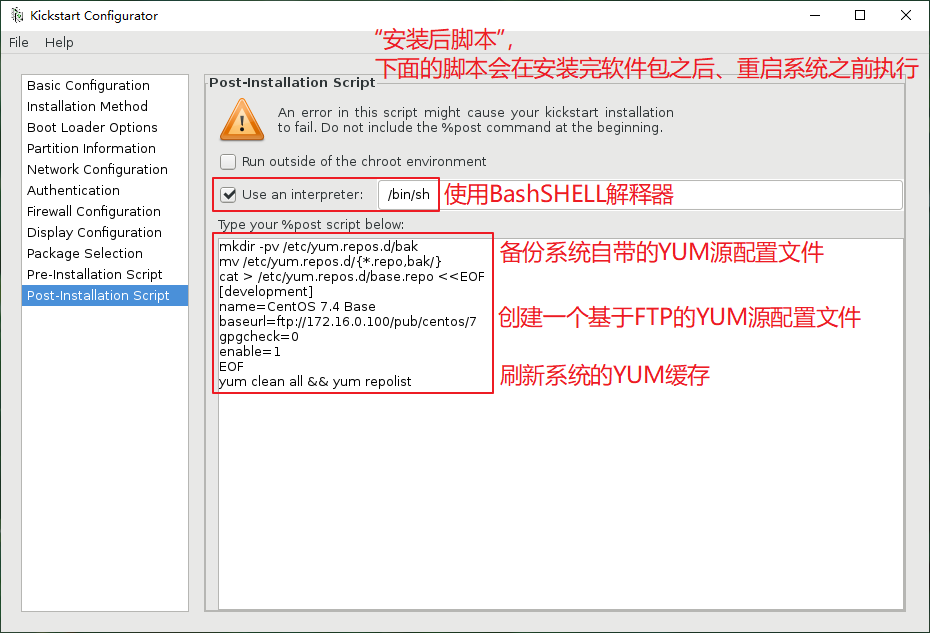 Kickstart Configurator
File Help
“安装后脚本”,
下面的脚本会在安装完软件包之后、重启系统之前执行
Basic Configuration
Installation Method
Boot Loader Options
Partition Information
Network Configuration
Authentication
Firewall Configuration
Display Configuration
Package Selection
Pre-Installation Script
Post-Installation Script
Post-Installation Script
An error in this script might cause your kickstart installation
to fail. Do not include the %post command at the beginning.
Run outside of the chroot environment
Use an interpreter: /bin/sh 使用BashSHELL解释器
Type your %post script below:
mkdir -pv /etc/yum.repos.d/bak
mv /etc/yum.repos.d/{*.repo,bak/}
cat > /etc/yum.repos.d/base.repo <<EOF
[development]
name=CentOS 7.4 Base
baseurl=ftp://172.16.0.100/pub/centos/7
gpgcheck=0
enable=1
EOF
yum clean all && yum repolist
备份系统自带的YUM源配置文件
创建一个基于FTP的YUM源配置文件
刷新系统的YUM缓存